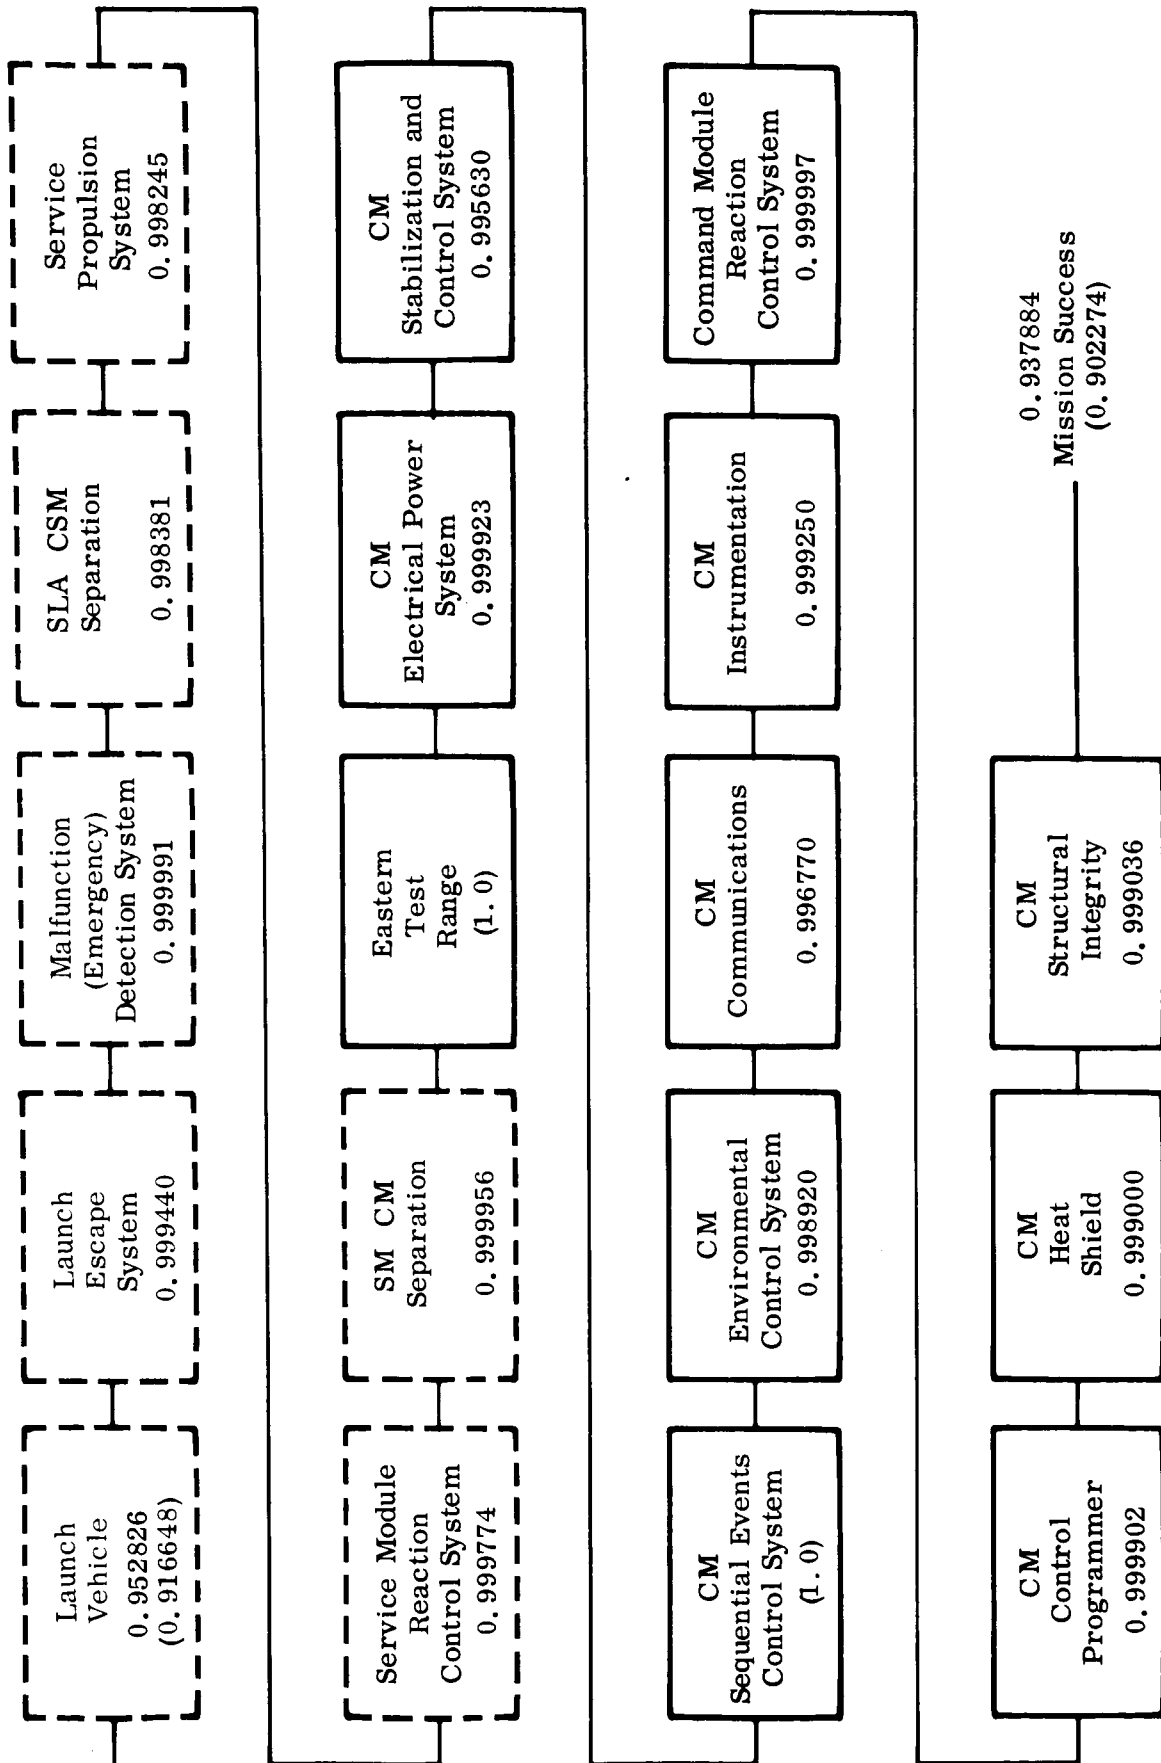 Launch
Vehicle
0.952826
(0.916648)
Launch
Escape
System
0.999440
Malfunction
(Emergency)
Detection System
0.999991
SLA CSM
Separation
0.998381
Service
Propulsion
System
0.998245
Service Module
Reaction
Control System
0.999774
SM CM
Separation
0.999956
Eastern
Test
Range
(1.0)
CM
Electrical Power
System
0.999923
CM
Stabilization and
Control System
0.995630
CM
Sequential Events
Control System
(1.0)
CM
Environmental
Control System
0.998920
CM
Communications
0.996770
CM
Instrumentation
0.999250
Command Module
Reaction
Control System
0.999997
CM
Control
Programmer
0.999902
CM
Heat
Shield
0.999000
CM
Structural
Integrity
0.999036
0.937884
Mission Success
(0.902274)